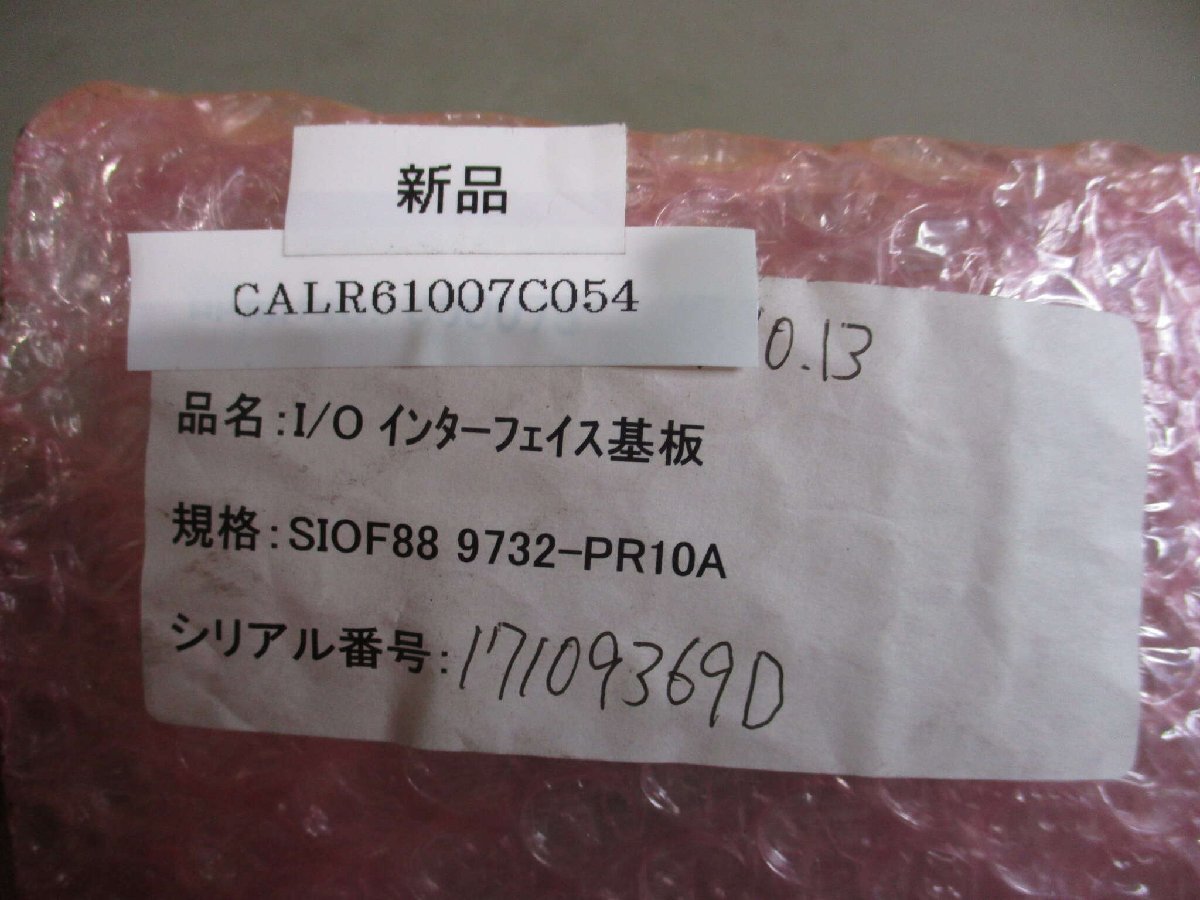 新品
CALR61007C054
0.13
品名:I/O インターフェイス基板
規格:SIOF88 9732-PR10A
シリアル番号:17109369D